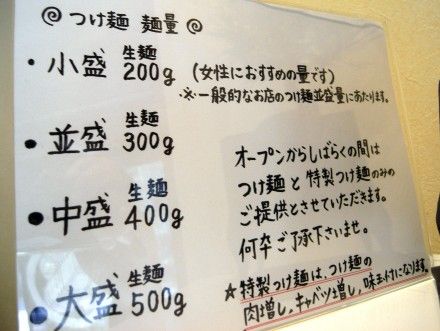 つけ麺 麺量
・小盛 生麺 200g (女性におすすめの量です)
※一般的なお店のつけ麺並盛量にあたります。
・並盛 生麺 300g
・中盛 生麺 400g
・大盛 生麺 500g
オープンからしばらくの間は
つけ麺と特製つけ麺のみの
ご提供とさせていただきます。
何卒ご了承下さいませ。
★特製つけ麺は、つけ麺の
肉増し、キャベツ増し、味玉付になります。